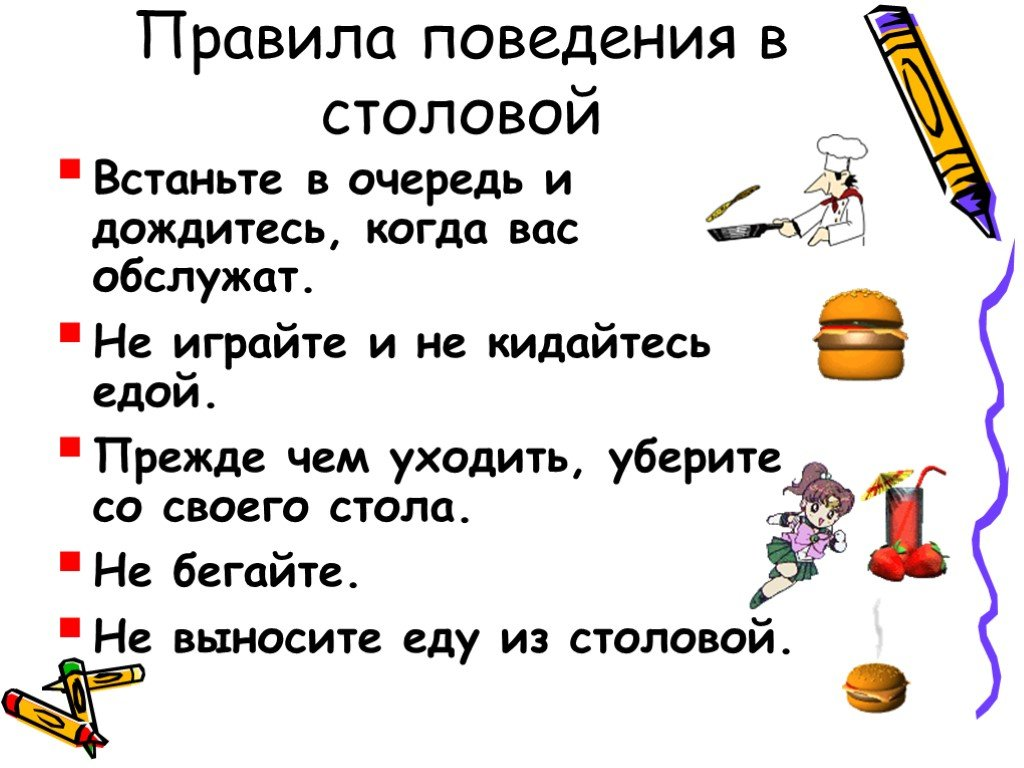 Правила поведения в
столовой
Встаньте в очередь и
дождитесь, когда вас
обслужат.
Не играйте и не кидайтесь
едой.
Прежде чем уходить, уберите
со своего стола.
Не бегайте.
Не выносите еду из столовой.